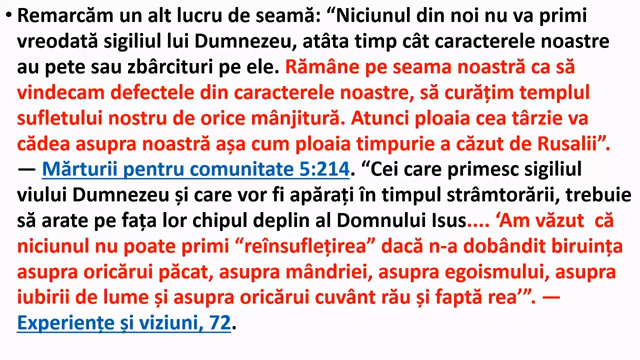 • Remarcăm un alt lucru de seamă: “Niciunul din noi nu va primi
vreodată sigiliul lui Dumnezeu, atâta timp cât caracterele noastre
au pete sau zbârcituri pe ele. Rămâne pe seama noastră ca să
vindecam defectele din caracterele noastre, să curățim templul
sufletului nostru de orice mânjitură. Atunci ploaia cea târzie va
cădea asupra noastră așa cum ploaia timpurie a căzut de Rusalii”.
— Mărturii pentru comunitate 5:214. “Cei care primesc sigiliul
viului Dumnezeu și care vor fi apărați în timpul strâmtorării, trebuie
să arate pe fața lor chipul deplin al Domnului Isus.... ‘Am văzut că
niciunul nu poate primi “reînsuflețirea” dacă n-a dobândit biruința
asupra oricărui păcat, asupra mândriei, asupra egoismului, asupra
iubirii de lume și asupra oricărui cuvânt rău și faptă rea’”. —
Experiențe și viziuni, 72.